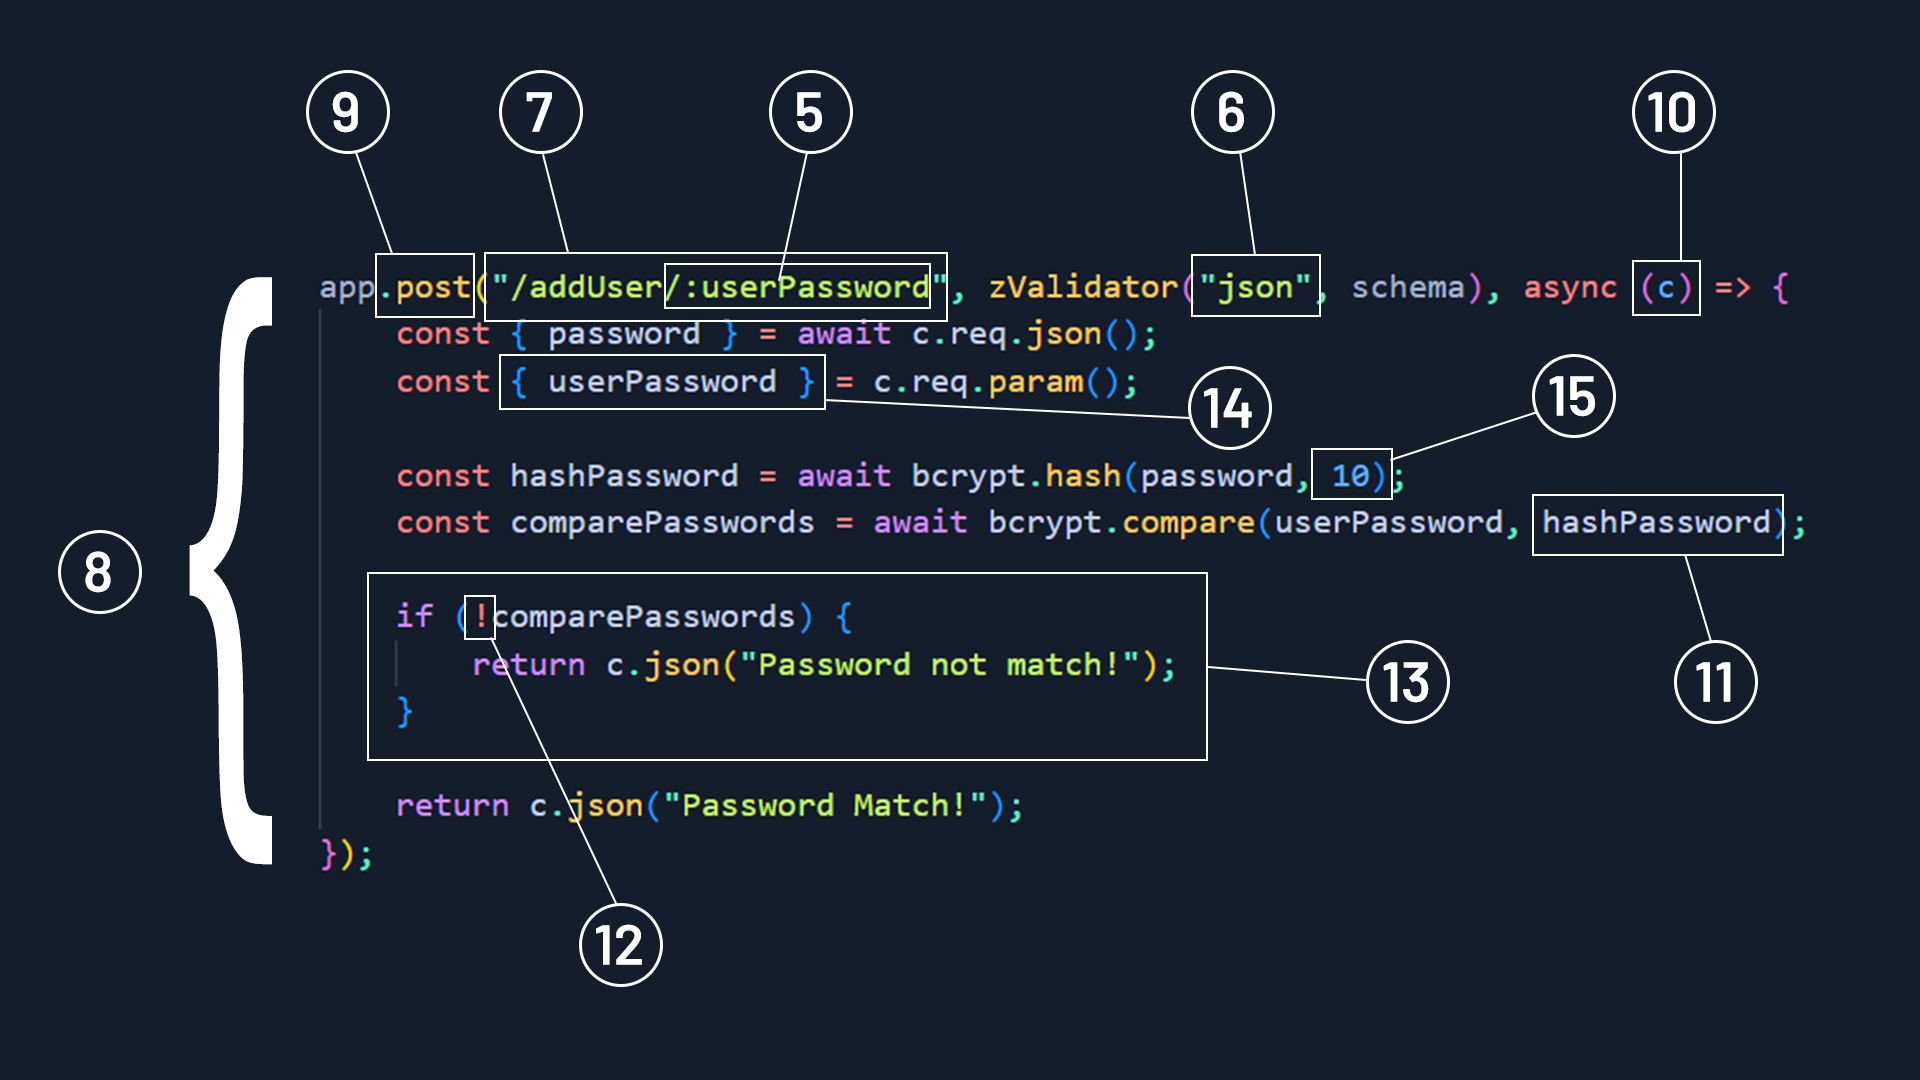 9 7 5 6 10
app.post("/addUser/:userPassword", zValidator("json", schema), async (c) => {
const { password } = await c.req.json();
const { userPassword } = c.req.param();
14 15
const hashPassword = await bcrypt.hash(password, 10);
const comparePasswords = await bcrypt.compare(userPassword, hashPassword);
8
if (!comparePasswords) {
return c.json("Password not match!");
13 11
}
return c.json("Password Match!");
});
12